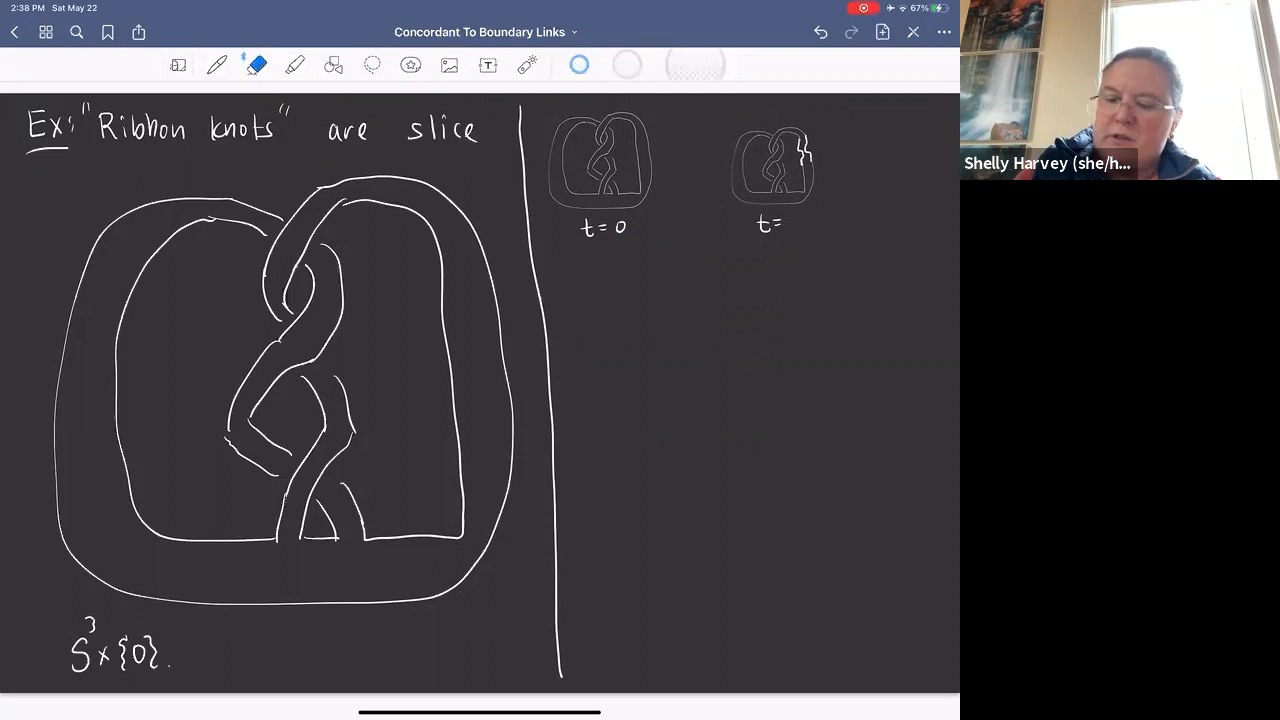 2:38 PM Sat May 22
67%
Concordant To Boundary Links
Ex: "Ribbon knots" are slice
t = 0
t =
S³ × {0}.
Shelly Harvey (she/h...